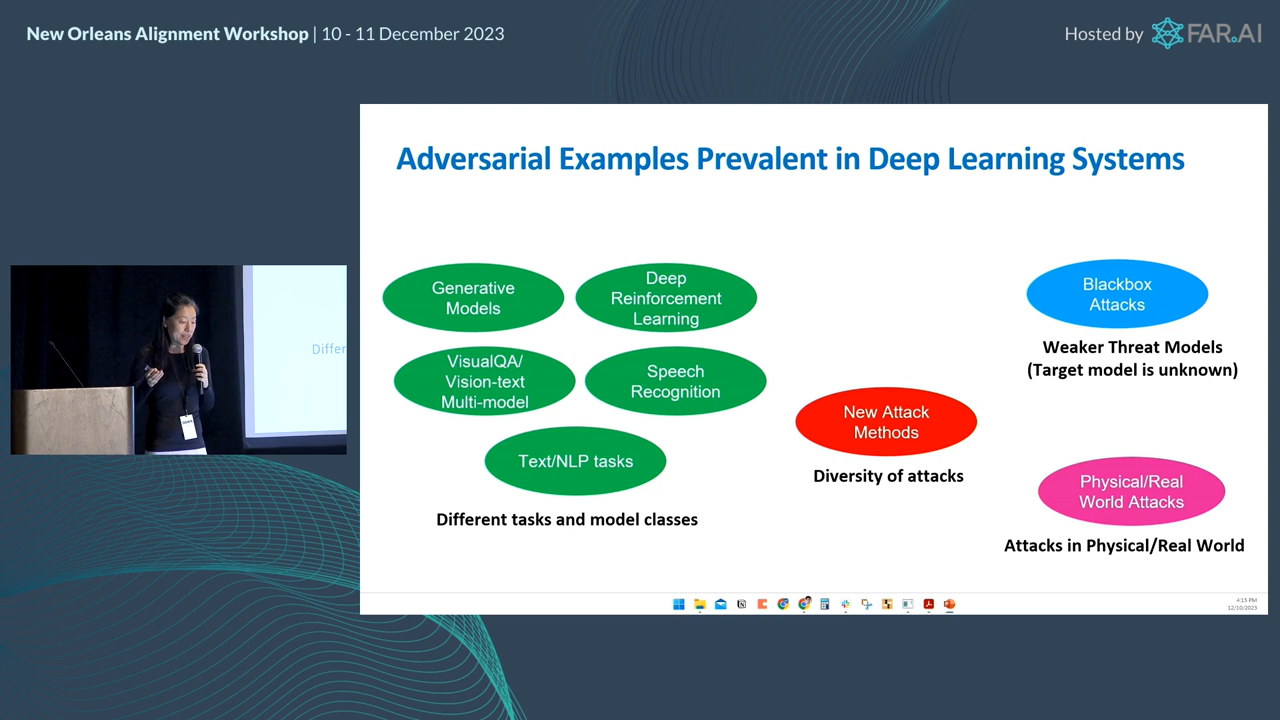 New Orleans Alignment Workshop | 10 - 11 December 2023
Hosted by FAR.AI
Adversarial Examples Prevalent in Deep Learning Systems
Generative
Models
Deep
Reinforcement
Learning
VisualQA/
Vision-text
Multi-model
Speech
Recognition
Text/NLP tasks
Different tasks and model classes
New Attack
Methods
Diversity of attacks
Blackbox
Attacks
Weaker Threat Models
(Target model is unknown)
Physical/Real
World Attacks
Attacks in Physical/Real World
Differ
4:15 PM
12/10/2023